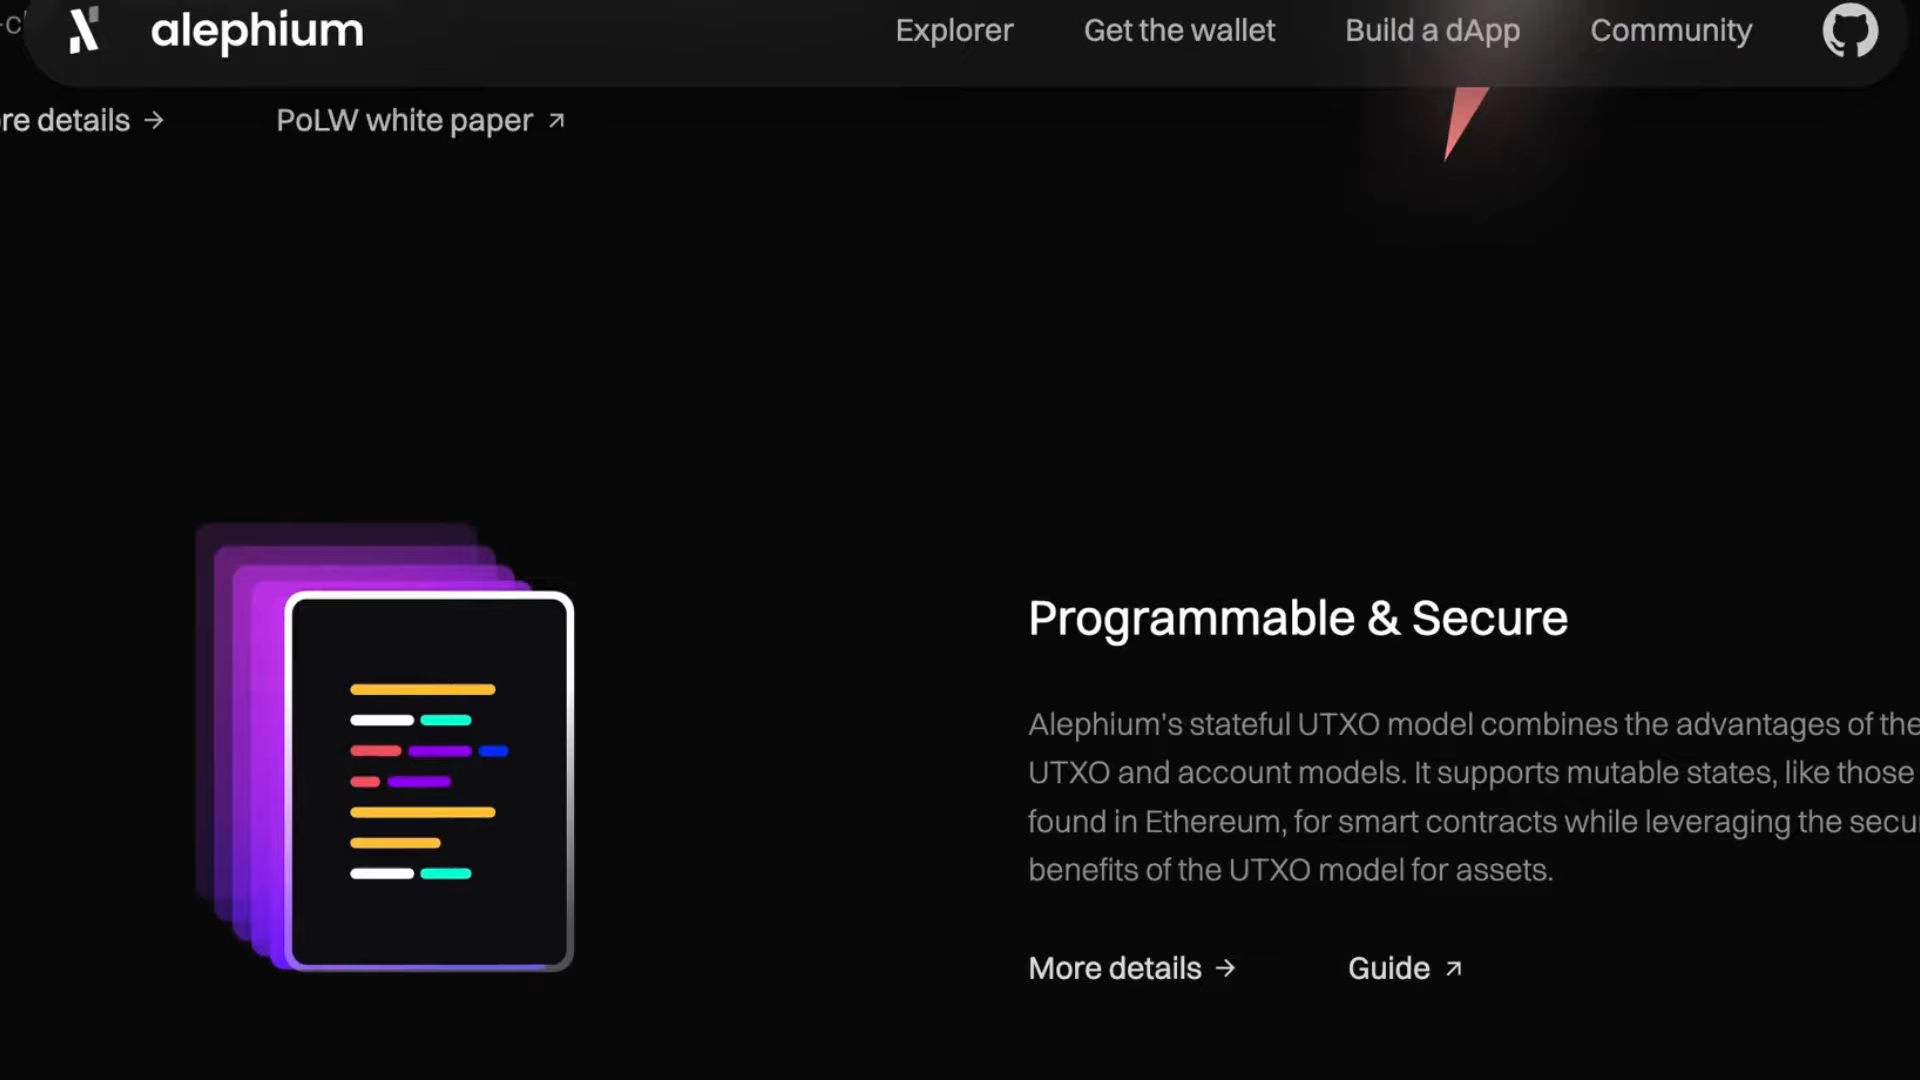 alephium
Explorer
Get the wallet
Build a dApp
Community
details →
PoLW white paper ↗
Programmable & Secure
Alephium's stateful UTXO model combines the advantages of the
UTXO and account models. It supports mutable states, like those
found in Ethereum, for smart contracts while leveraging the
benefits of the UTXO model for assets.
More details →
Guide ↗